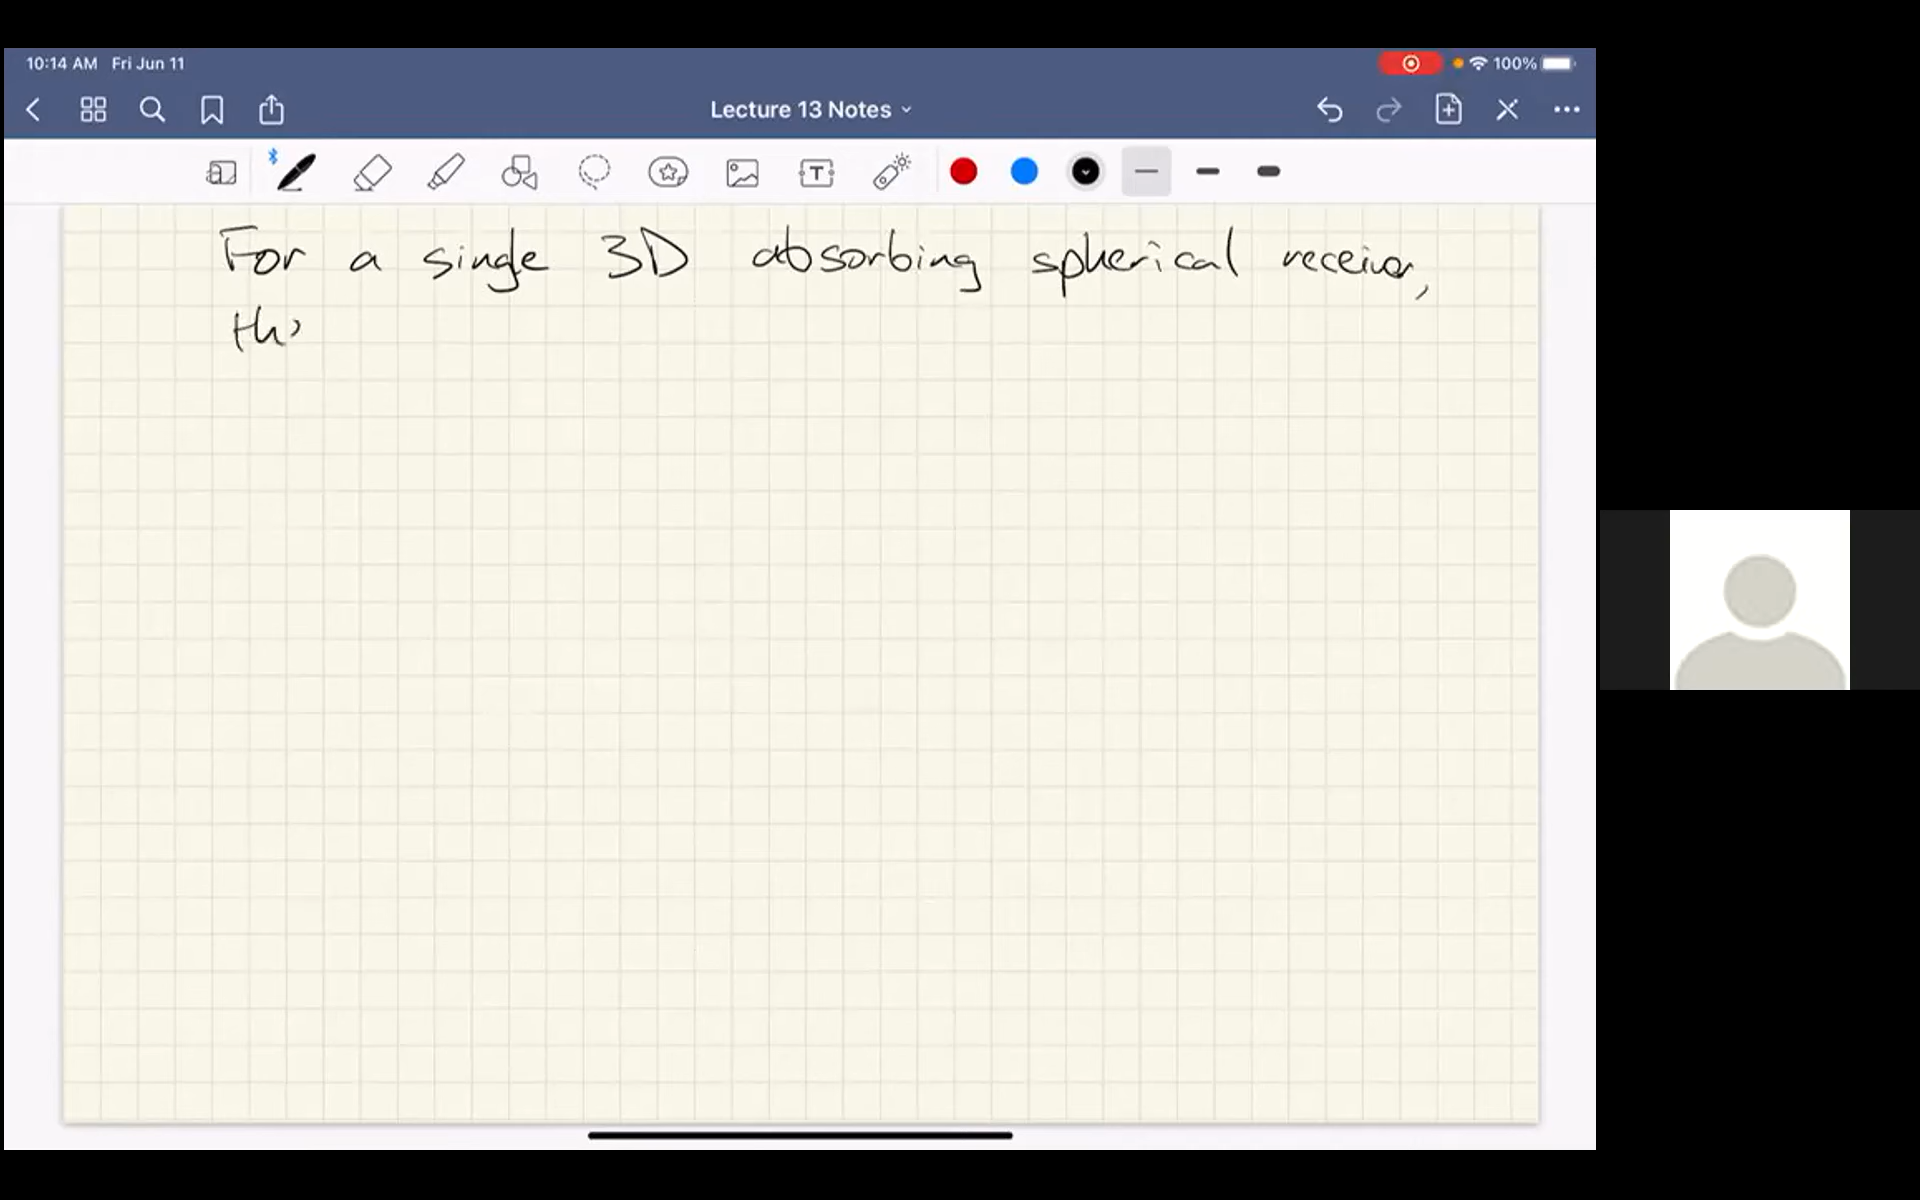 10:14 AM Fri Jun 11 100%
Lecture 13 Notes
For a single 3D absorbing spherical receiver,